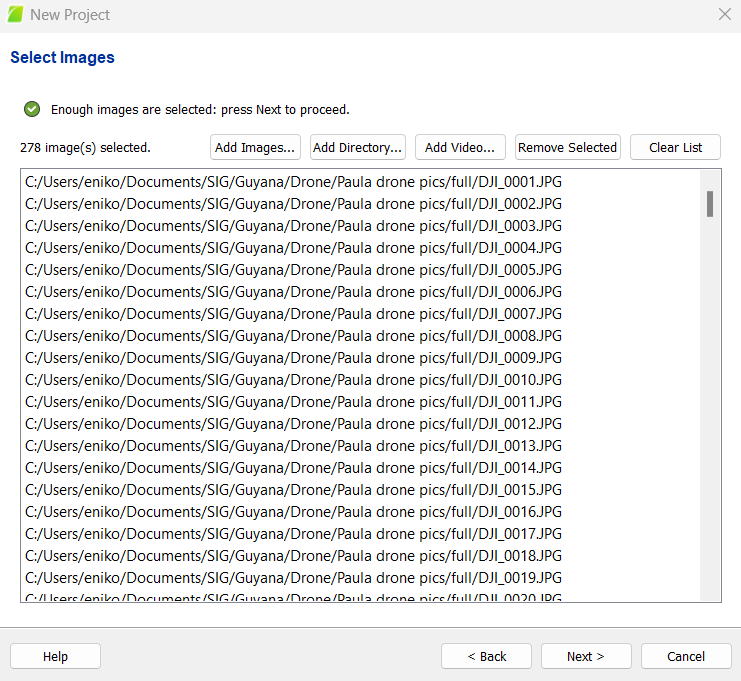 New Project
Select Images
Enough images are selected: press Next to proceed.
278 image(s) selected. Add Images... Add Directory... Add Video... Remove Selected Clear List
C:/Users/eniko/Documents/SIG/Guyana/Drone/Paula drone pics/full/DJI_0001.JPG
C:/Users/eniko/Documents/SIG/Guyana/Drone/Paula drone pics/full/DJI_0002.JPG
C:/Users/eniko/Documents/SIG/Guyana/Drone/Paula drone pics/full/DJI_0003.JPG
C:/Users/eniko/Documents/SIG/Guyana/Drone/Paula drone pics/full/DJI_0004.JPG
C:/Users/eniko/Documents/SIG/Guyana/Drone/Paula drone pics/full/DJI_0005.JPG
C:/Users/eniko/Documents/SIG/Guyana/Drone/Paula drone pics/full/DJI_0006.JPG
C:/Users/eniko/Documents/SIG/Guyana/Drone/Paula drone pics/full/DJI_0007.JPG
C:/Users/eniko/Documents/SIG/Guyana/Drone/Paula drone pics/full/DJI_0008.JPG
C:/Users/eniko/Documents/SIG/Guyana/Drone/Paula drone pics/full/DJI_0009.JPG
C:/Users/eniko/Documents/SIG/Guyana/Drone/Paula drone pics/full/DJI_0010.JPG
C:/Users/eniko/Documents/SIG/Guyana/Drone/Paula drone pics/full/DJI_0011.JPG
C:/Users/eniko/Documents/SIG/Guyana/Drone/Paula drone pics/full/DJI_0012.JPG
C:/Users/eniko/Documents/SIG/Guyana/Drone/Paula drone pics/full/DJI_0013.JPG
C:/Users/eniko/Documents/SIG/Guyana/Drone/Paula drone pics/full/DJI_0014.JPG
C:/Users/eniko/Documents/SIG/Guyana/Drone/Paula drone pics/full/DJI_0015.JPG
C:/Users/eniko/Documents/SIG/Guyana/Drone/Paula drone pics/full/DJI_0016.JPG
C:/Users/eniko/Documents/SIG/Guyana/Drone/Paula drone pics/full/DJI_0017.JPG
C:/Users/eniko/Documents/SIG/Guyana/Drone/Paula drone pics/full/DJI_0018.JPG
C:/Users/eniko/Documents/SIG/Guyana/Drone/Paula drone pics/full/DJI_0019.JPG
C:/Users/eniko/Documents/SIG/Guyana/Drone/Paula drone pics/full/DJI_0020.JPG
Help < Back Next > Cancel